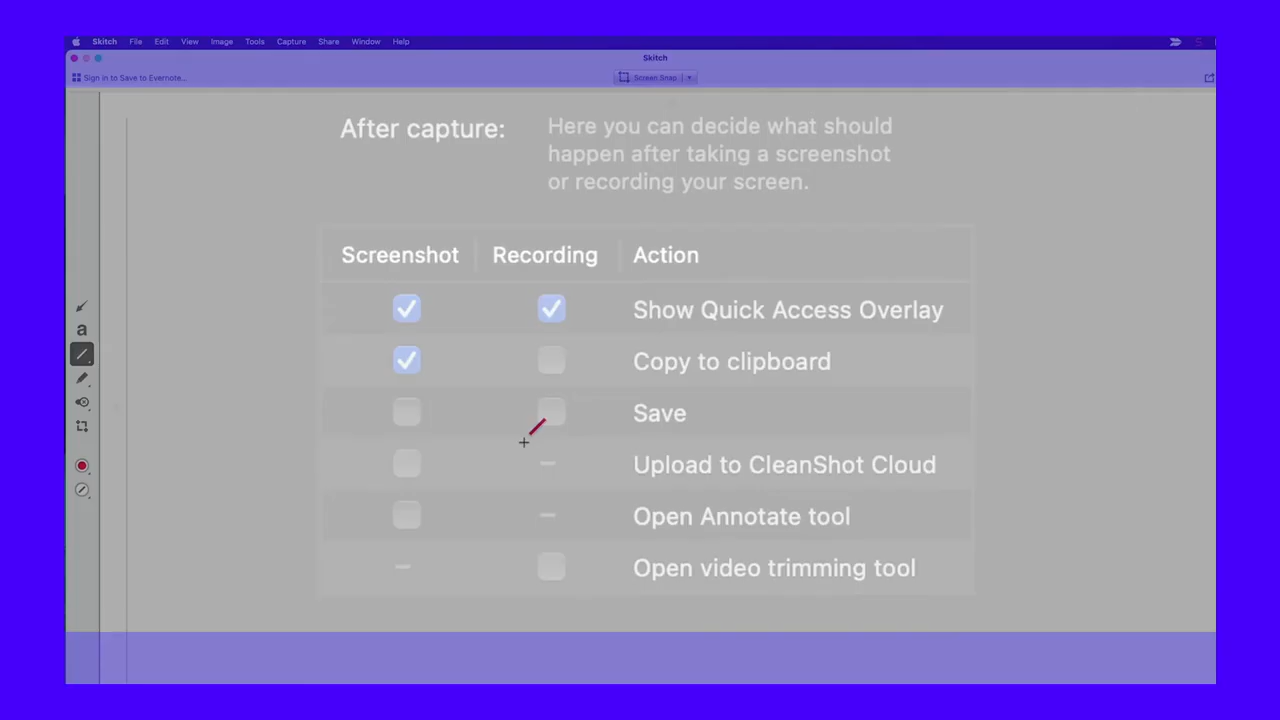 Skitch File Edit View Image Tools Capture Share Window Help
Skitch
Sign in to Save to Evernote...
Screen Snap
After capture:
Here you can decide what should
happen after taking a screenshot
or recording your screen.
Screenshot Recording Action
Show Quick Access Overlay
Copy to clipboard
Save
Upload to CleanShot Cloud
Open Annotate tool
Open video trimming tool
a